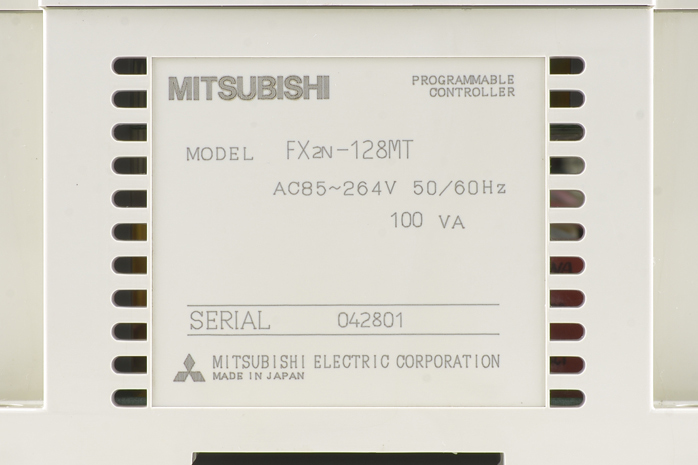 MITSUBISHI
PROGRAMMABLE
CONTROLLER
MODEL FX2N-128MT
AC85~264V 50/60Hz
100 VA
SERIAL 042801
MITSUBISHI ELECTRIC CORPORATION
MADE IN JAPAN